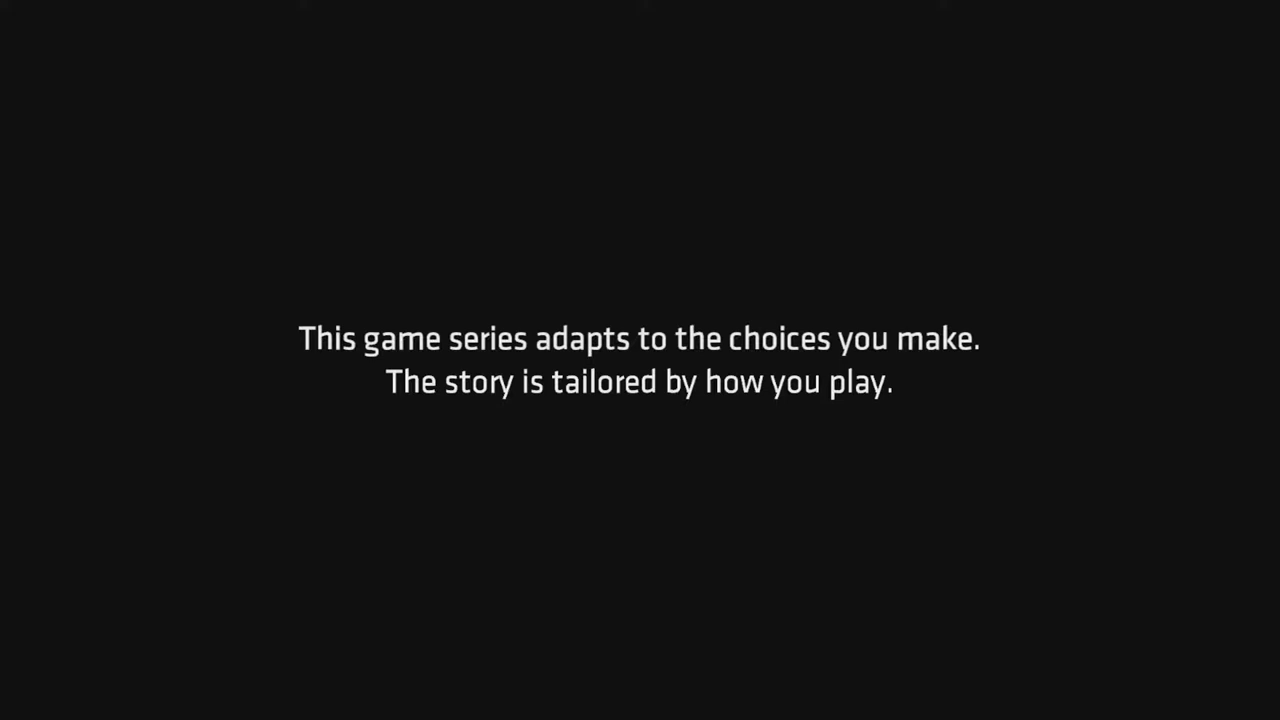 This game series adapts to the choices you make.
The story is tailored by how you play.